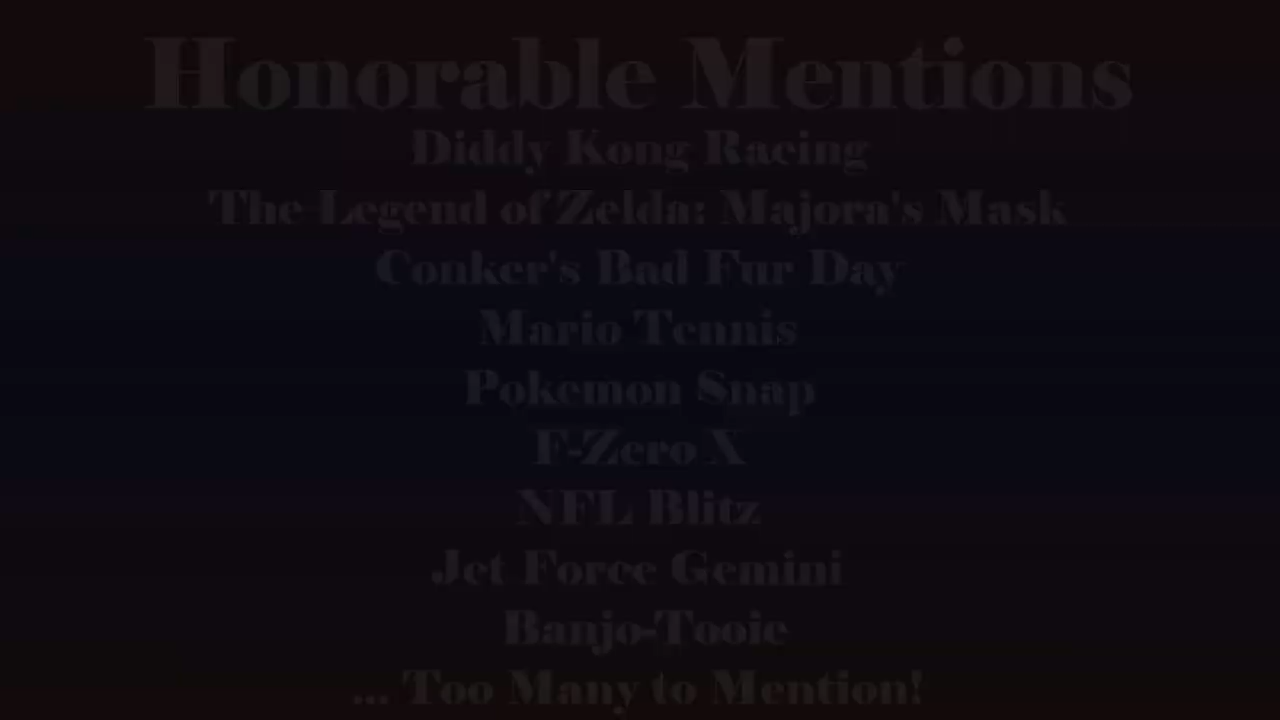 Honorable Mentions
Diddy Kong Racing
The Legend of Zelda: Majora's Mask
Conker's Bad Fur Day
Mario Tennis
Pokemon Snap
F-Zero X
NFL Blitz
Jet Force Gemini
Banjo-Tooie
... Too Many to Mention!